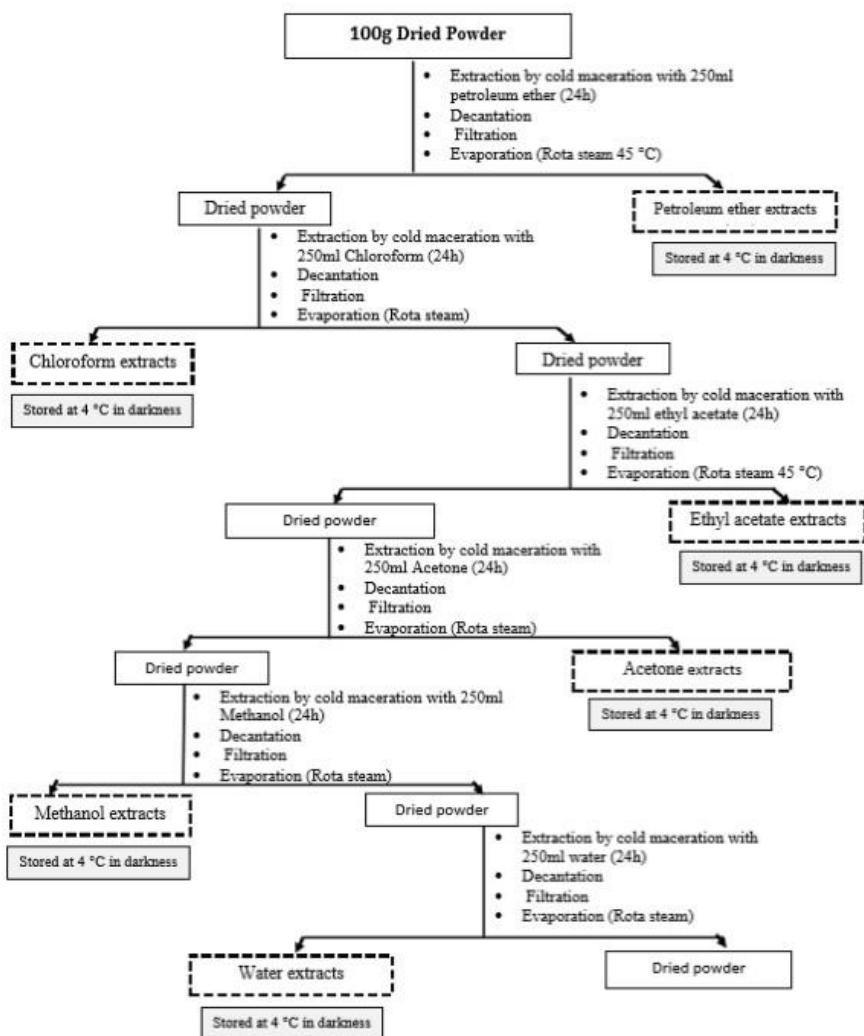 100g Dried Powder
• Extraction by cold maceration with 250ml
petroleum ether (24h)
• Decantation
• Filtration
• Evaporation (Rota steam 45 °C)
Dried powder
Petroleum ether extracts
Stored at 4 °C in darkness
• Extraction by cold maceration with
250ml Chloroform (24h)
• Decantation
• Filtration
• Evaporation (Rota steam)
Chloroform extracts
Stored at 4 °C in darkness
Dried powder
• Extraction by cold maceration with
250ml ethyl acetate (24h)
• Decantation
• Filtration
• Evaporation (Rota steam 45 °C)
Dried powder
Ethyl acetate extracts
Stored at 4 °C in darkness
• Extraction by cold maceration with
250ml Acetone (24h)
• Decantation
• Filtration
• Evaporation (Rota steam)
Dried powder
Acetone extracts
Stored at 4 °C in darkness
• Extraction by cold maceration with 250ml
Methanol (24h)
• Decantation
• Filtration
• Evaporation (Rota steam)
Methanol extracts
Stored at 4 °C in darkness
Dried powder
• Extraction by cold maceration with
250ml water (24h)
• Decantation
• Filtration
• Evaporation (Rota steam)
Water extracts
Stored at 4 °C in darkness
Dried powder